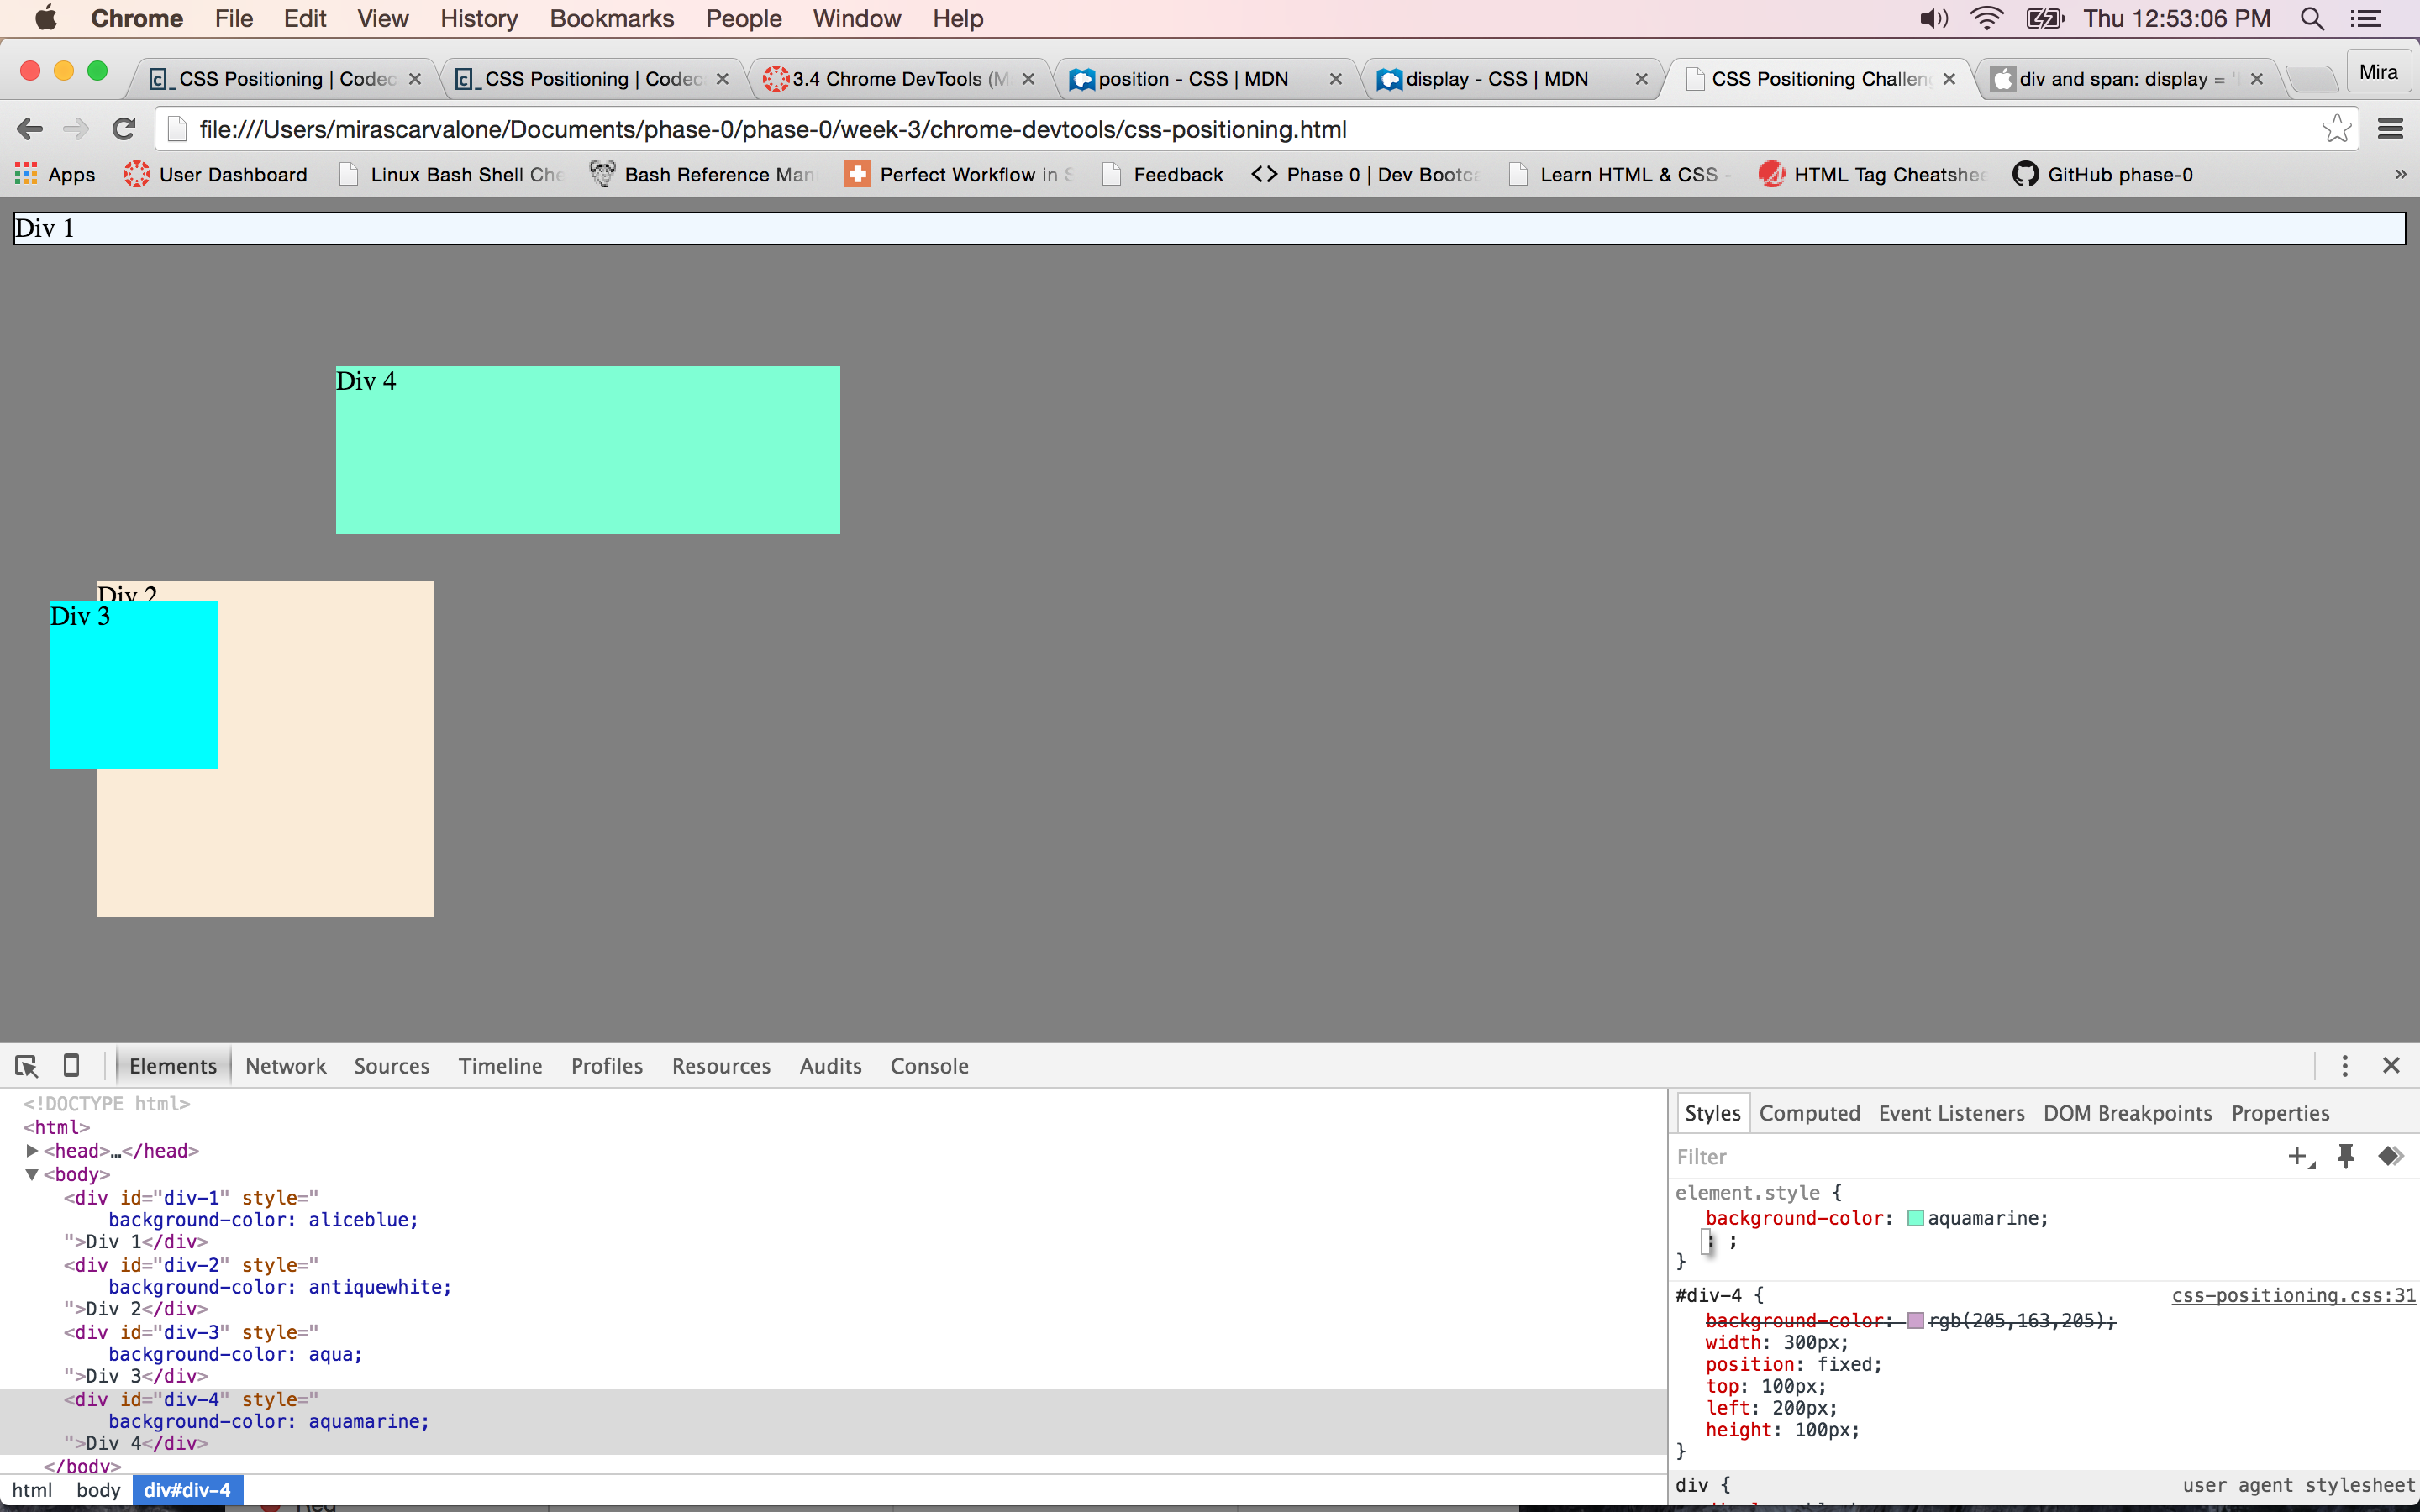 Chrome File Edit View History Bookmarks People Window Help Thu 12:53:06 PM
CSS Positioning | Codec CSS Positioning | Codec 3.4 Chrome DevTools (M position - CSS | MDN display - CSS | MDN CSS Positioning Challen div and span: display = ' Mira
file:///Users/mirascarvalone/Documents/phase-0/phase-0/week-3/chrome-devtools/css-positioning.html
Apps User Dashboard Linux Bash Shell Che Bash Reference Man Perfect Workflow in S Feedback <> Phase 0 | Dev Bootca Learn HTML & CSS - HTML Tag Cheatshee GitHub phase-0 »
Div 1
Div 4
Div 2
Div 3
Elements Network Sources Timeline Profiles Resources Audits Console
<!DOCTYPE html>
<html>
<head>…</head>
<body>
<div id="div-1" style="
background-color: aliceblue;
">Div 1</div>
<div id="div-2" style="
background-color: antiquewhite;
">Div 2</div>
<div id="div-3" style="
background-color: aqua;
">Div 3</div>
<div id="div-4" style="
background-color: aquamarine;
">Div 4</div>
</body>
html body div#div-4
Styles Computed Event Listeners DOM Breakpoints Properties
Filter
element.style {
background-color: aquamarine;
: ;
}
#div-4 { css-positioning.css:31
background-color: rgb(205,163,205);
width: 300px;
position: fixed;
top: 100px;
left: 200px;
height: 100px;
}
div { user agent stylesheet